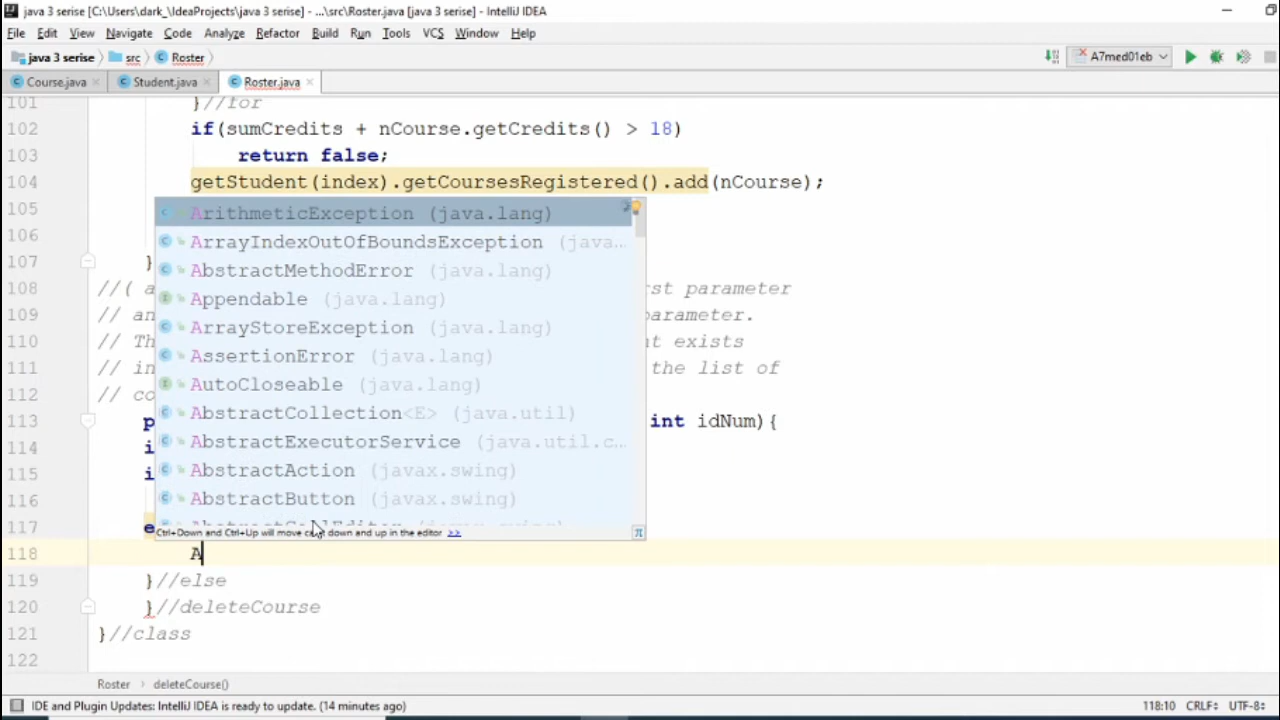 java 3 serise [C:\Users\dark_\IdeaProjects\java 3 serise] - ...\src\Roster.java [java 3 serise] - IntelliJ IDEA
File Edit View Navigate Code Analyze Refactor Build Run Tools VCS Window Help
java 3 serise src Roster A7med01eb
Course.java Student.java Roster.java
101 }//for
102 if(sumCredits + nCourse.getCredits() > 18)
103 return false;
104 getStudent(index).getCoursesRegistered().add(nCourse);
105
106
107 }
108 //( a rst parameter
109 // an parameter.
110 // Th t exists
111 // in the list of
112 // co
113 p int idNum){
114 i
115 i
116
117 e
118 A
119 }//else
120 }//deleteCourse
121 }//class
122
ArithmeticException (java.lang)
ArrayIndexOutOfBoundsException (java...
AbstractMethodError (java.lang)
Appendable (java.lang)
ArrayStoreException (java.lang)
AssertionError (java.lang)
AutoCloseable (java.lang)
AbstractCollection<E> (java.util)
AbstractExecutorService (java.util.c...
AbstractAction (javax.swing)
AbstractButton (javax.swing)
AbstractCellEditor (javax.swing)
Ctrl+Down and Ctrl+Up will move caret down and up in the editor >> π
Roster deleteCourse()
IDE and Plugin Updates: IntelliJ IDEA is ready to update. (14 minutes ago) 118:10 CRLF UTF-8